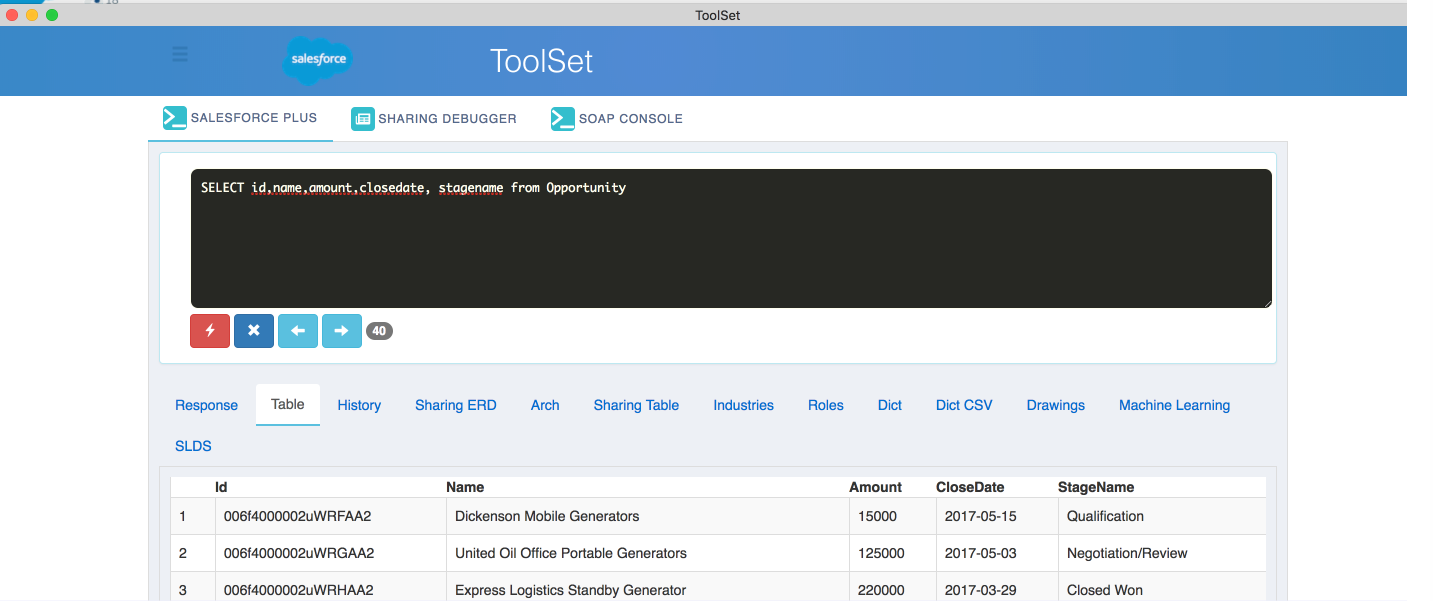 18
ToolSet
salesforce
ToolSet
SALESFORCE PLUS SHARING DEBUGGER SOAP CONSOLE
SELECT id,name,amount,closedate, stagename from Opportunity
40
Response Table History Sharing ERD Arch Sharing Table Industries Roles Dict Dict CSV Drawings Machine Learning
SLDS
Id Name Amount CloseDate StageName
1 006f4000002uWRFAA2 Dickenson Mobile Generators 15000 2017-05-15 Qualification
2 006f4000002uWRGAA2 United Oil Office Portable Generators 125000 2017-05-03 Negotiation/Review
3 006f4000002uWRHAA2 Express Logistics Standby Generator 220000 2017-03-29 Closed Won